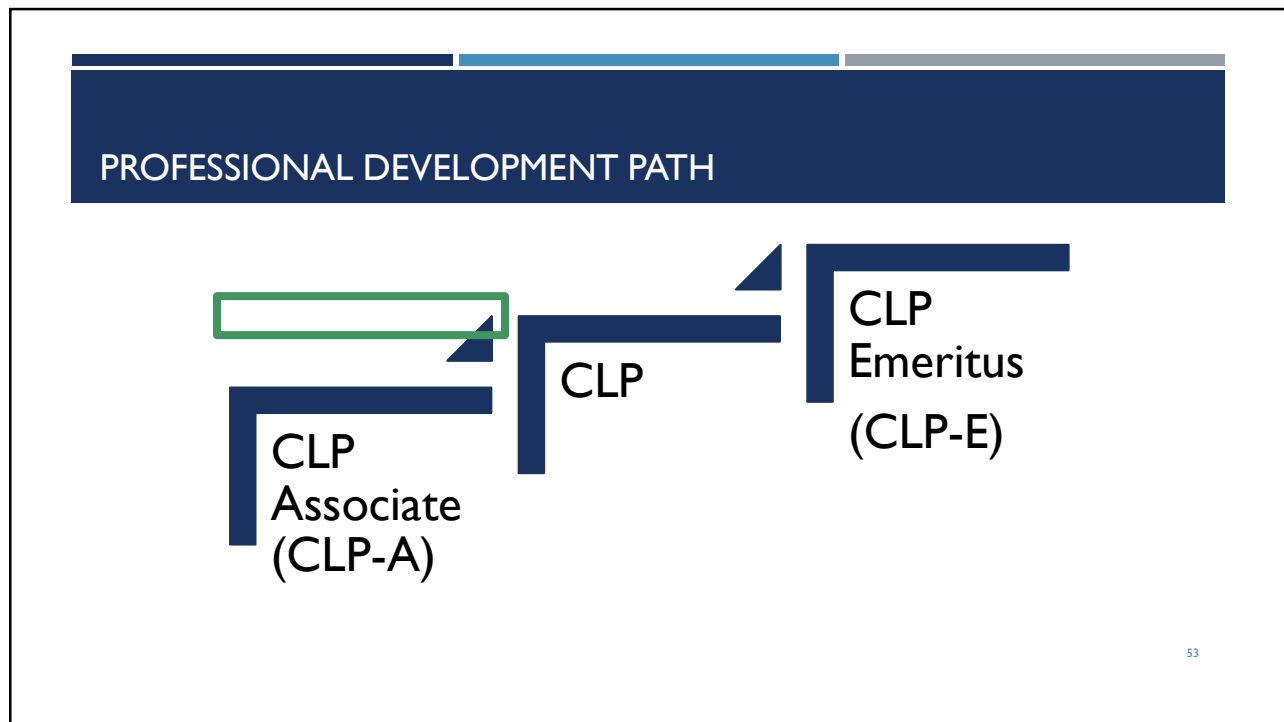 PROFESSIONAL DEVELOPMENT PATH
CLP
Associate
(CLP-A)
CLP
CLP
Emeritus
(CLP-E)
53